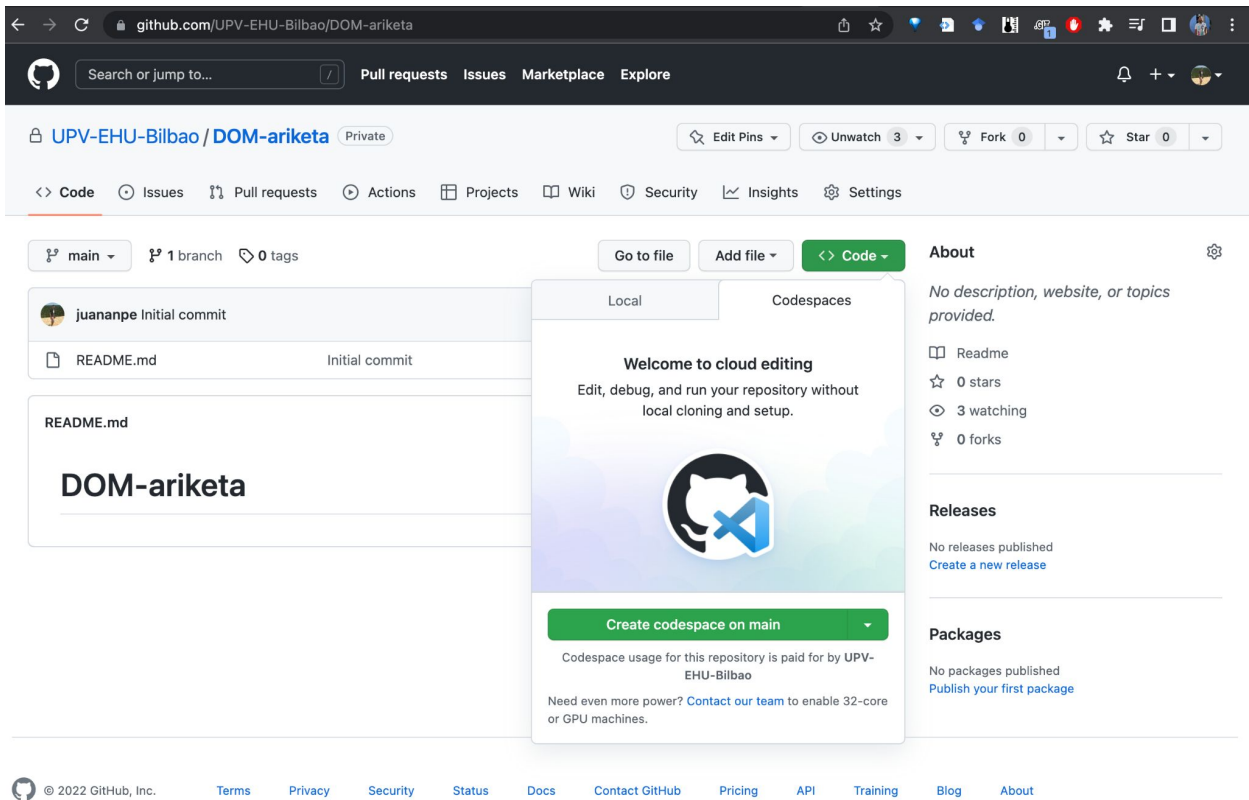 github.com/UPV-EHU-Bilbao/DOM-ariketa
GIF 1
Search or jump to... /
Pull requests Issues Marketplace Explore
UPV-EHU-Bilbao / DOM-ariketa Private
Edit Pins Unwatch 3 Fork 0 Star 0
Code Issues Pull requests Actions Projects Wiki Security Insights Settings
main 1 branch 0 tags
Go to file Add file Code
juananpe Initial commit
README.md Initial commit
README.md
DOM-ariketa
Local Codespaces
Welcome to cloud editing
Edit, debug, and run your repository without
local cloning and setup.
Create codespace on main
Codespace usage for this repository is paid for by UPV-
EHU-Bilbao
Need even more power? Contact our team to enable 32-core
or GPU machines.
About
No description, website, or topics
provided.
Readme
0 stars
3 watching
0 forks
Releases
No releases published
Create a new release
Packages
No packages published
Publish your first package
© 2022 GitHub, Inc. Terms Privacy Security Status Docs Contact GitHub Pricing API Training Blog About